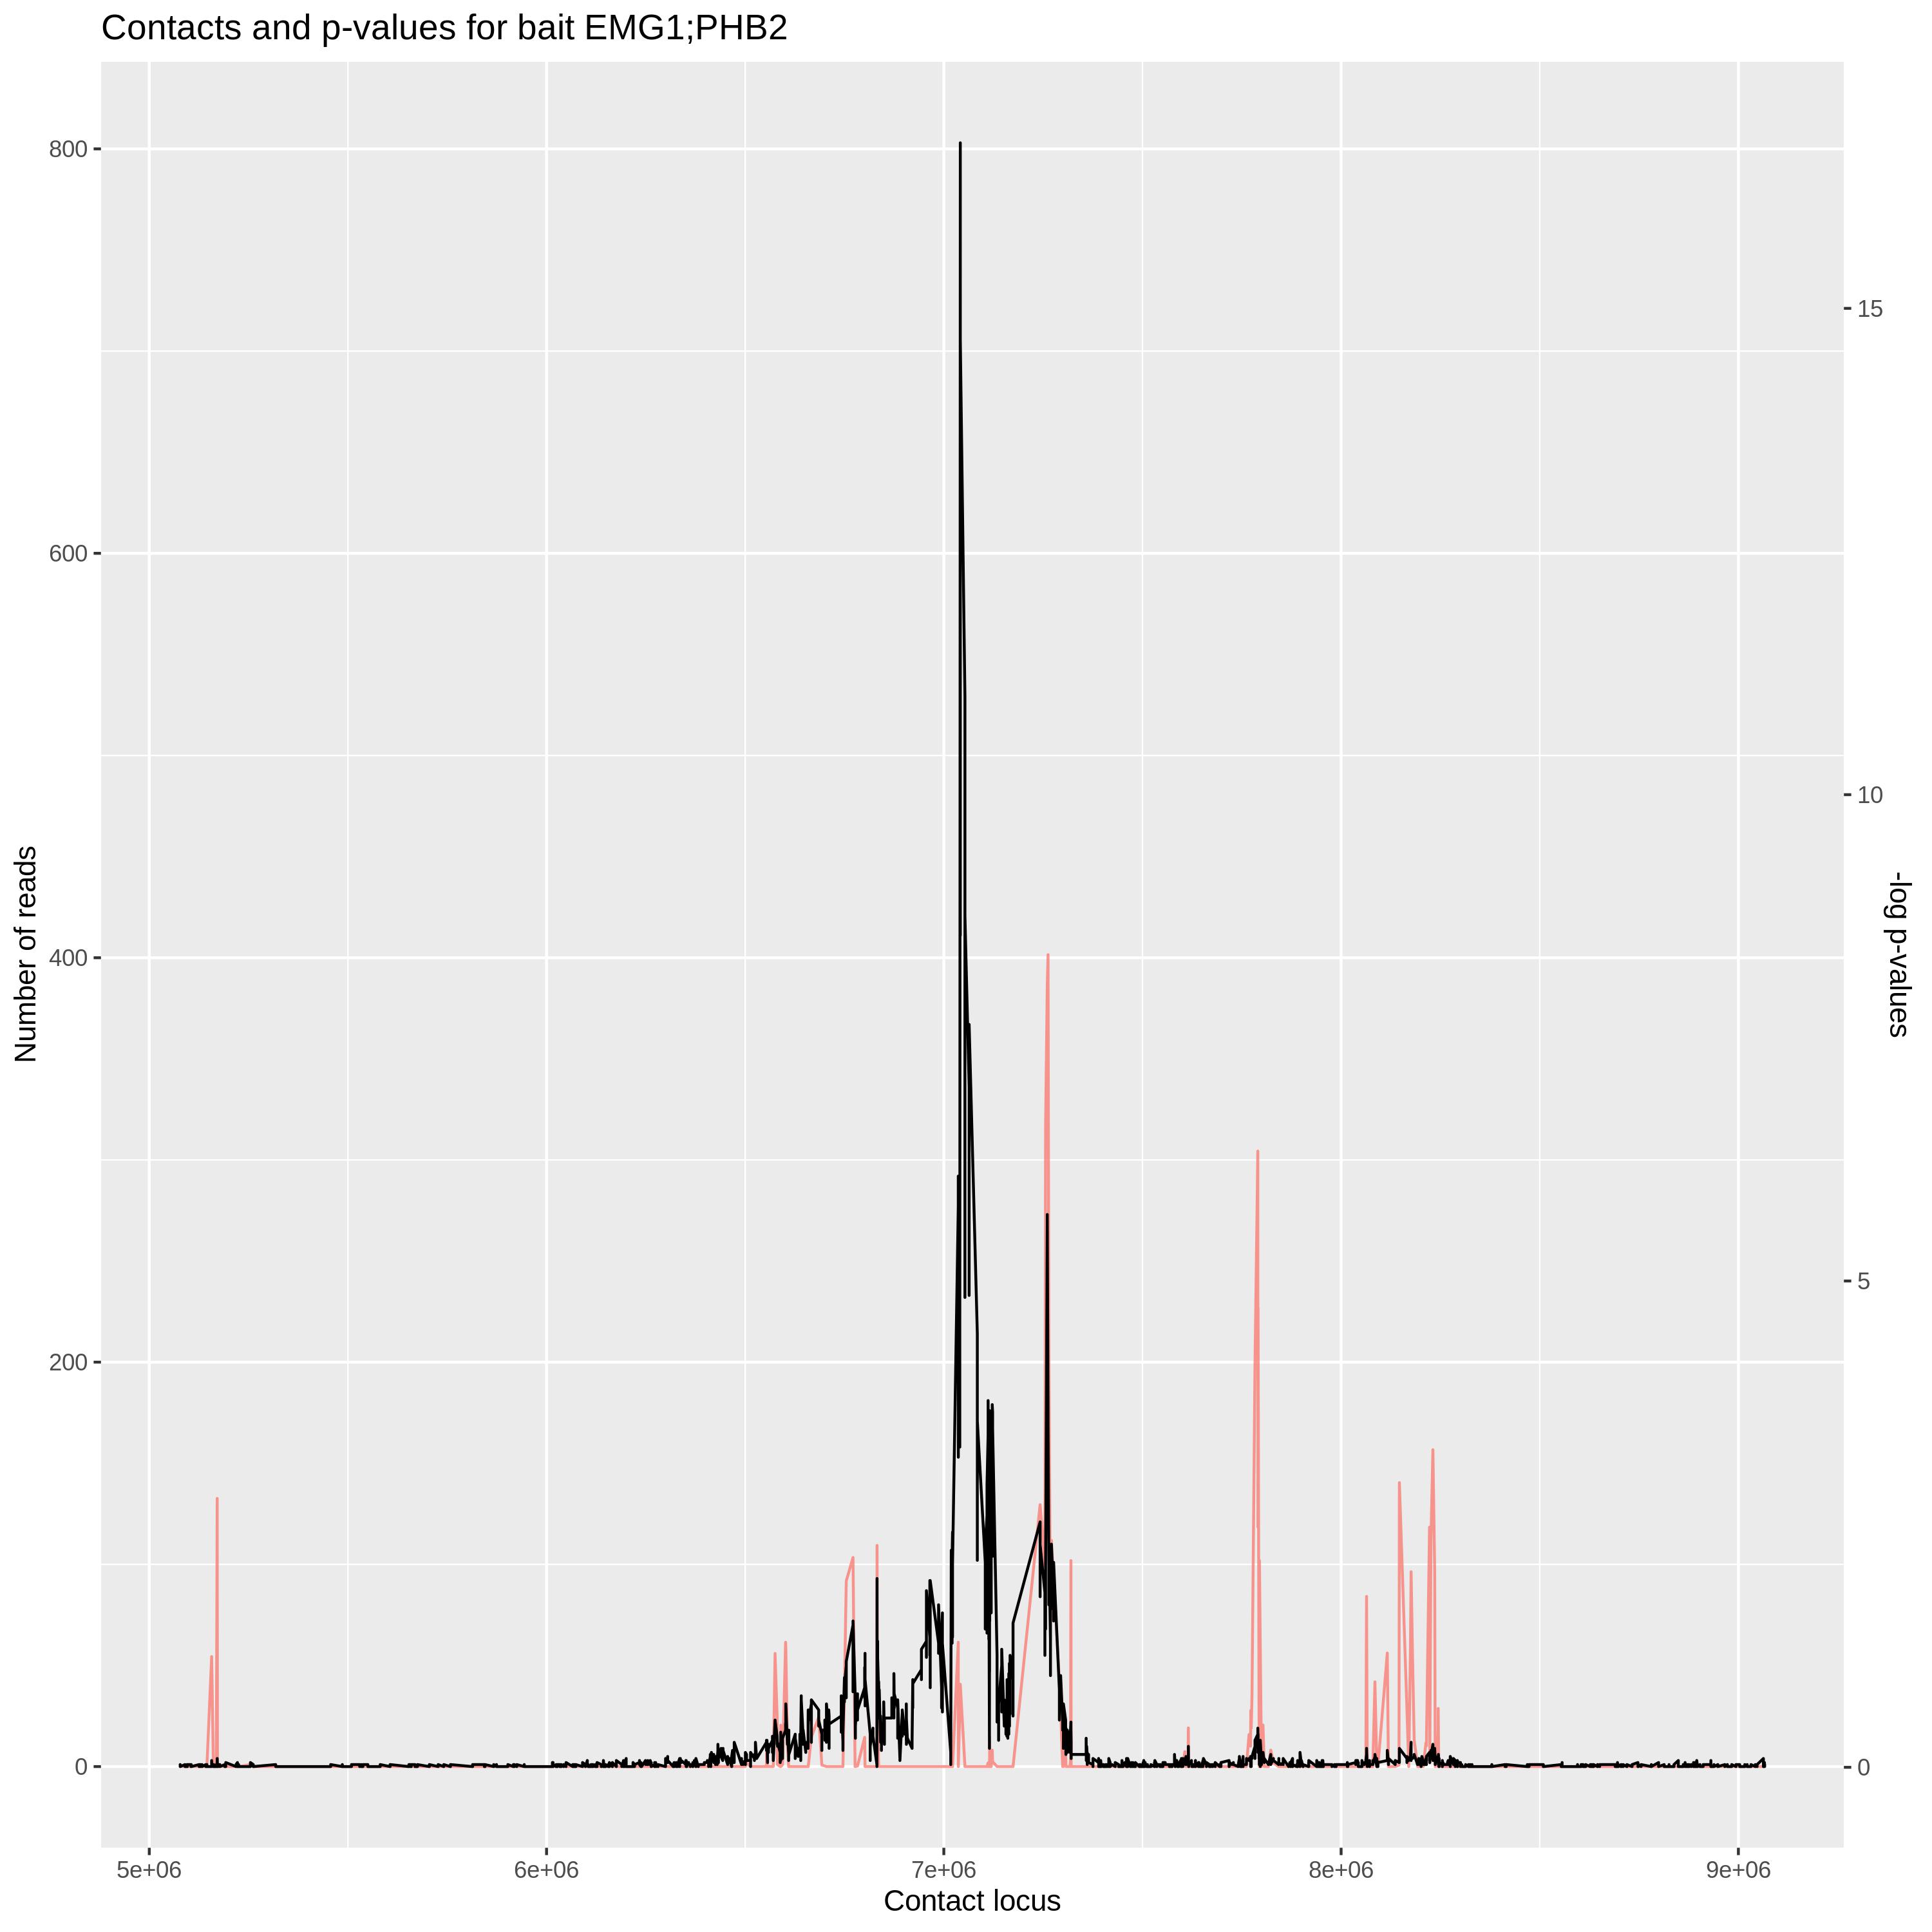 Contacts and p-values for bait EMG1;PHB2
800
600
400
200
0
Number of reads
15
10
5
0
-log p-values
5e+06
6e+06
7e+06
8e+06
9e+06
Contact locus